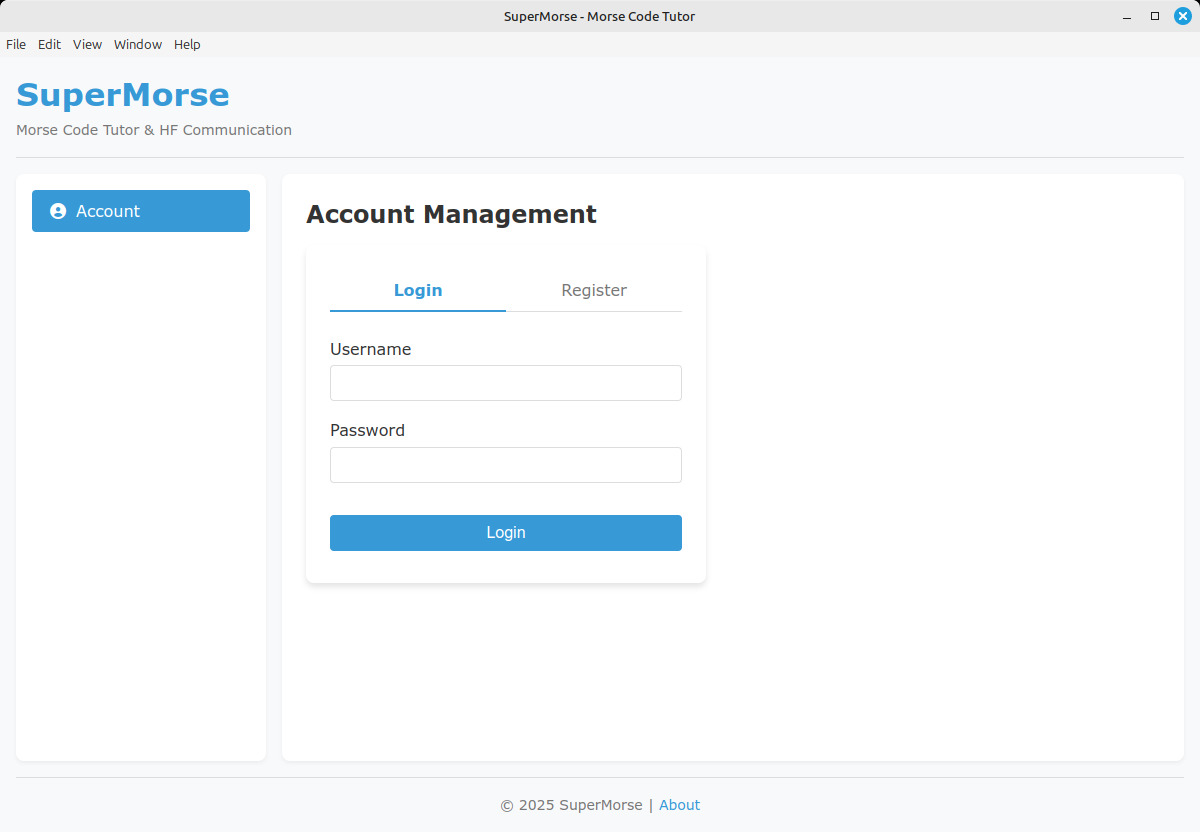 SuperMorse - Morse Code Tutor
File Edit View Window Help
SuperMorse
Morse Code Tutor & HF Communication
Account
Account Management
Login Register
Username
Password
Login
© 2025 SuperMorse | About